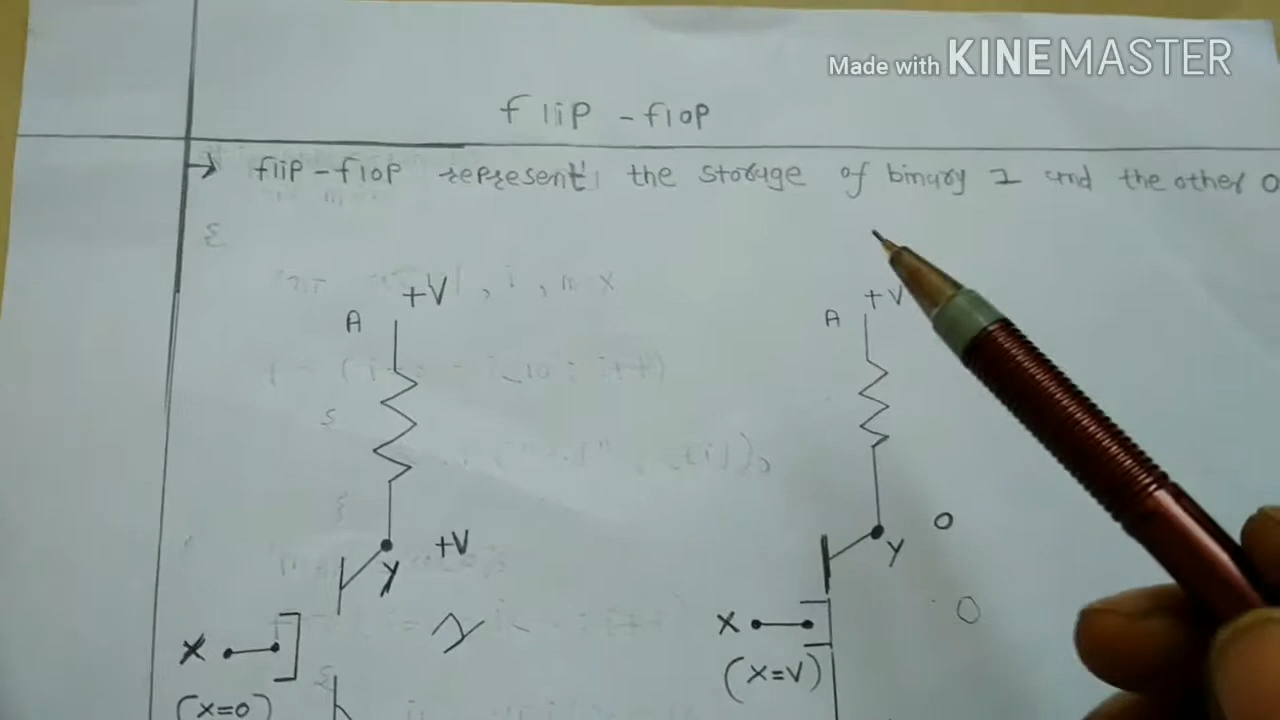 Made with KINEMASTER
flip - flop
→ flip - flop represent the storage of binary 1 and the other 0
+V +V
A A
+V 0
y y
0
X X
(X=V)
(X=0)